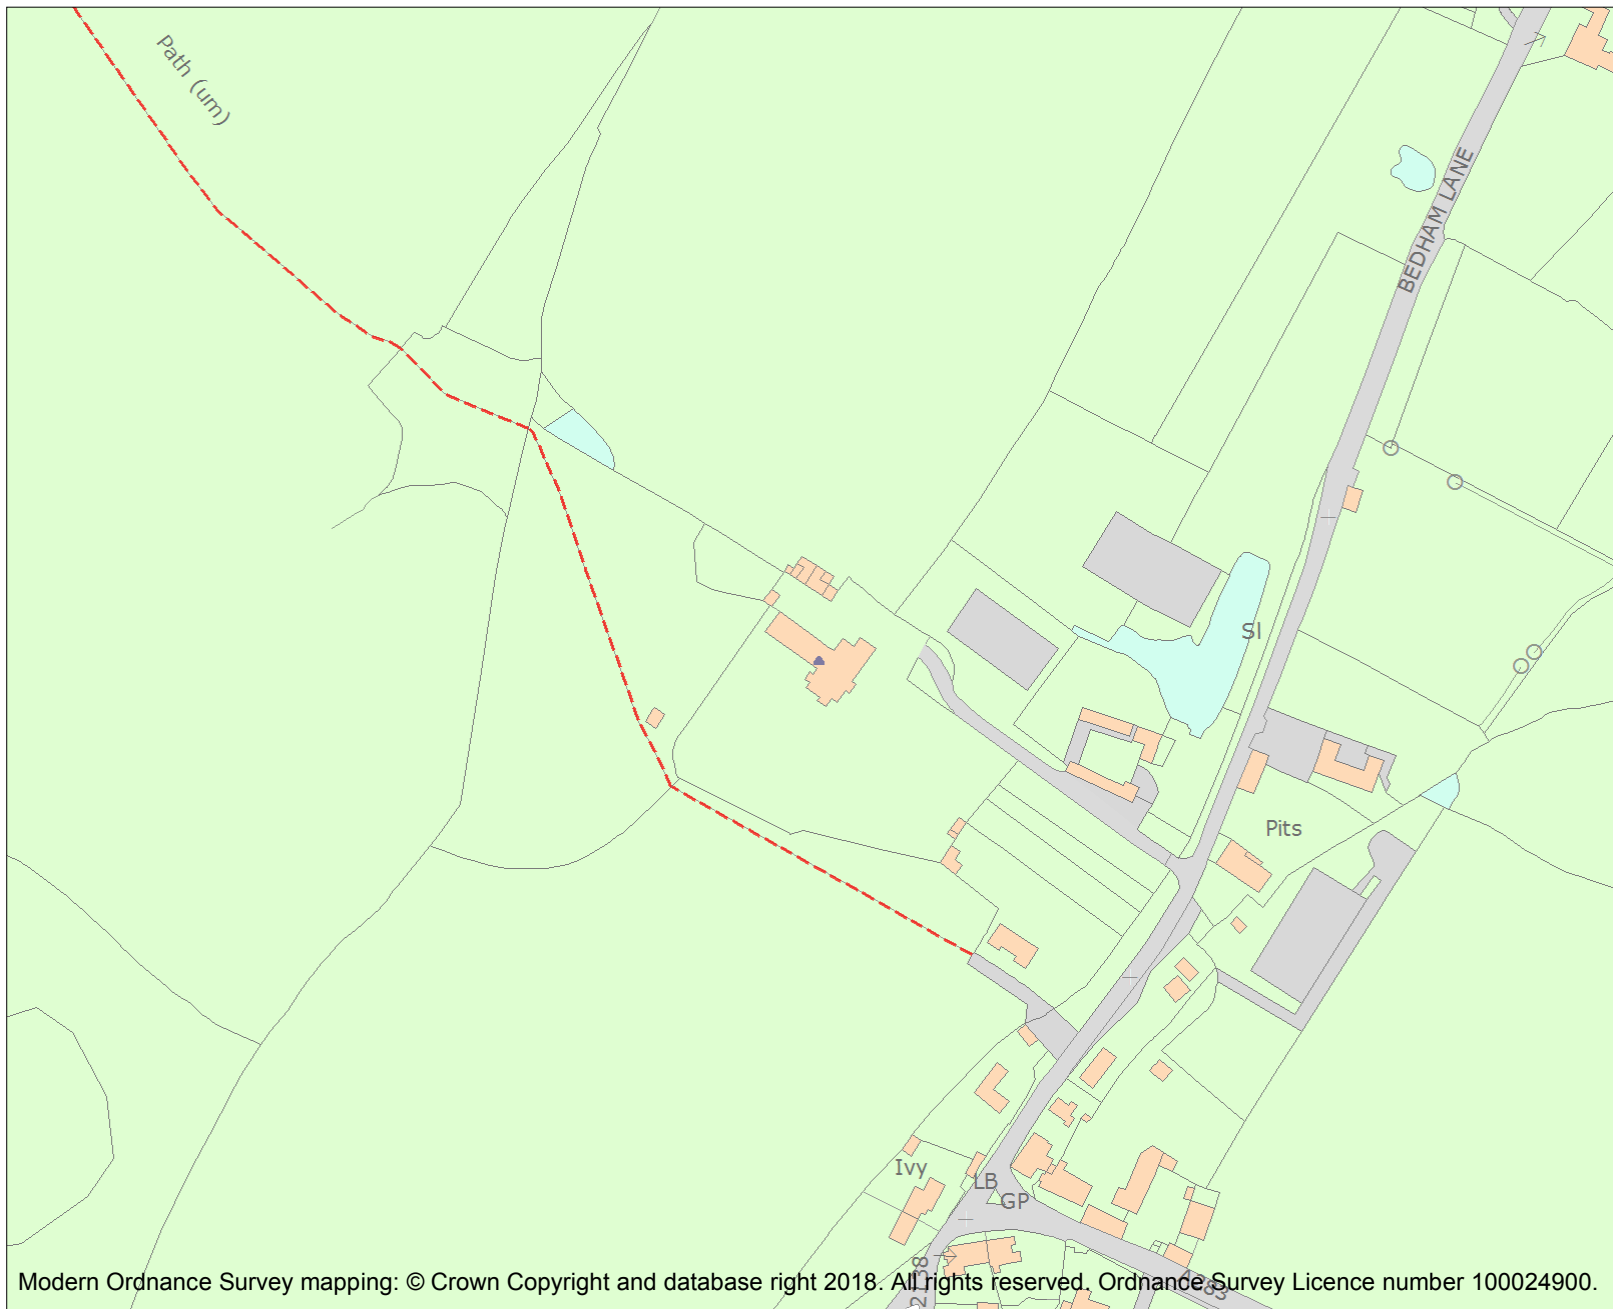 Path (um)
BEDHAM LANE
Sl
Pits
Ivy
LB
GP
Modern Ordnance Survey mapping: © Crown Copyright and database right 2018. All rights reserved. Ordnance Survey Licence number 100024900.